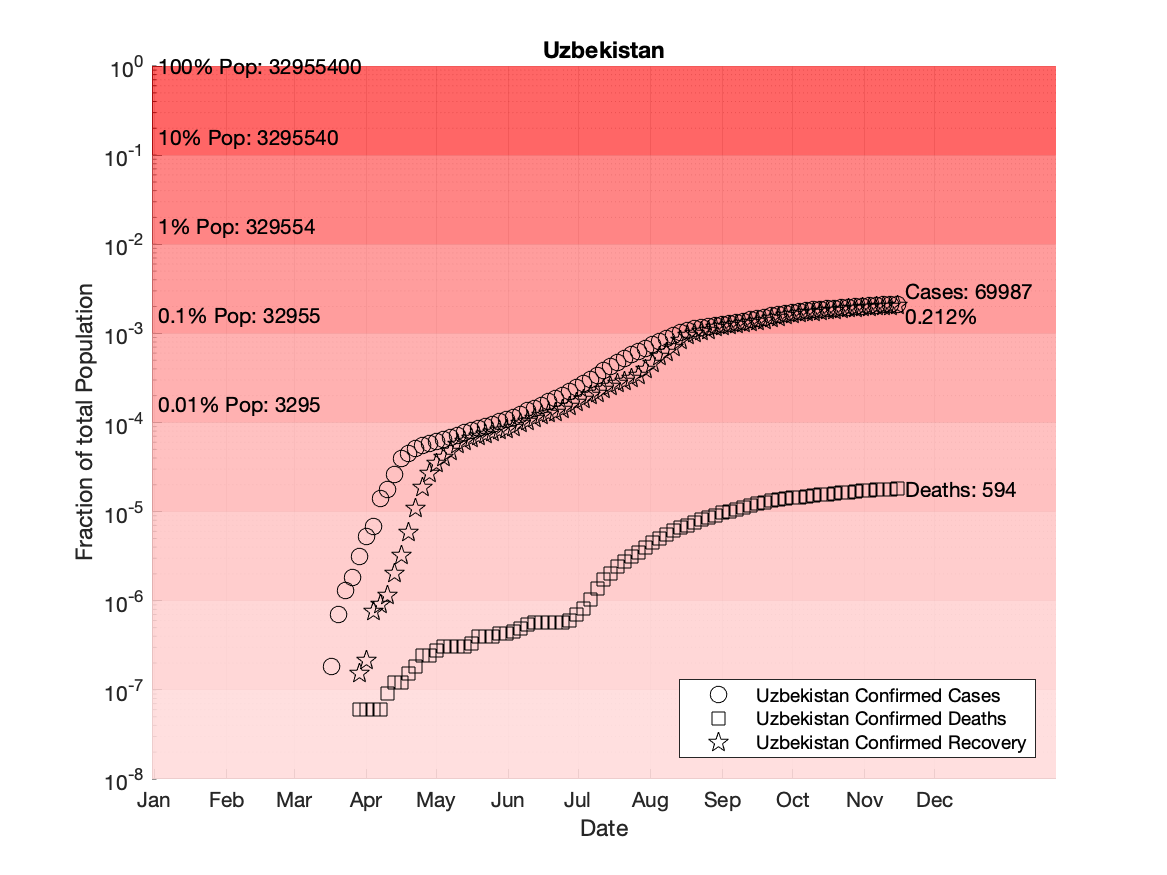 Uzbekistan
10^0
100% Pop: 32955400
10% Pop: 3295540
10^-1
1% Pop: 329554
10^-2
Cases: 69987
0.1% Pop: 32955
0.212%
10^-3
0.01% Pop: 3295
10^-4
Deaths: 594
10^-5
10^-6
10^-7
10^-8
Fraction of total Population
Uzbekistan Confirmed Cases
Uzbekistan Confirmed Deaths
Uzbekistan Confirmed Recovery
Jan Feb Mar Apr May Jun Jul Aug Sep Oct Nov Dec
Date